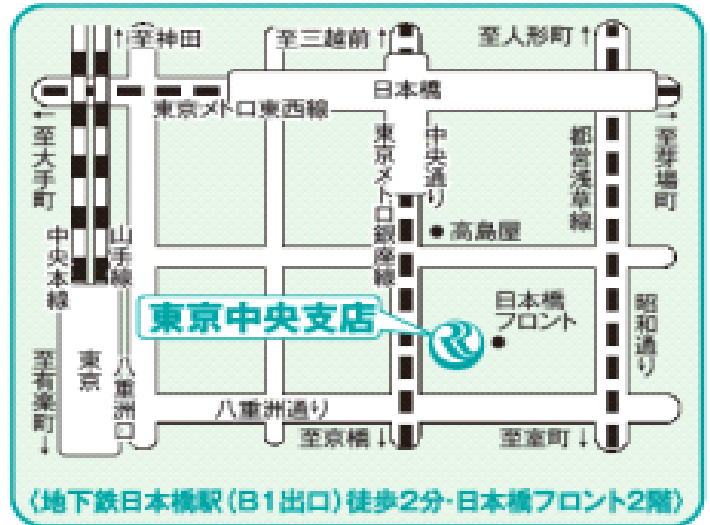 ↑至神田
至三越前↑
至人形町↑
日本橋
東京メトロ東西線
←至大手町
→至芽場町
東京メトロ銀座線
中央通り
都営浅草線
●高島屋
中央本線
山手線
東京中央支店
日本橋
フロント
昭和通り
東京
八重洲口
至有楽町↓
八重洲通り
至京橋↓
至室町↓
〈地下鉄日本橋駅(B1出口)徒歩2分・日本橋フロント2階〉